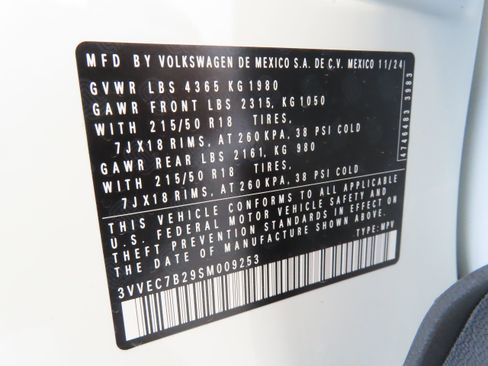 MFD BY VOLKSWAGEN DE MEXICO S.A. DE C.V. MEXICO 11/24
GVWR LBS 4365 KG 1980
GAWR FRONT LBS 2315, KG 1050
WITH 215/50 R18 TIRES,
7JX18 RIMS, AT 260 KPA, 38 PSI COLD
GAWR REAR LBS 2161, KG 980
WITH 215/50 R18 TIRES,
7JX18 RIMS, AT 260 KPA, 38 PSI COLD
THIS VEHICLE CONFORMS TO ALL APPLICABLE
U.S. FEDERAL MOTOR VEHICLE SAFETY AND
THEFT PREVENTION STANDARDS IN EFFECT ON
THE DATE OF MANUFACTURE SHOWN ABOVE.
3VVEC7B29SM009253 TYPE: MPV
4746483 3983